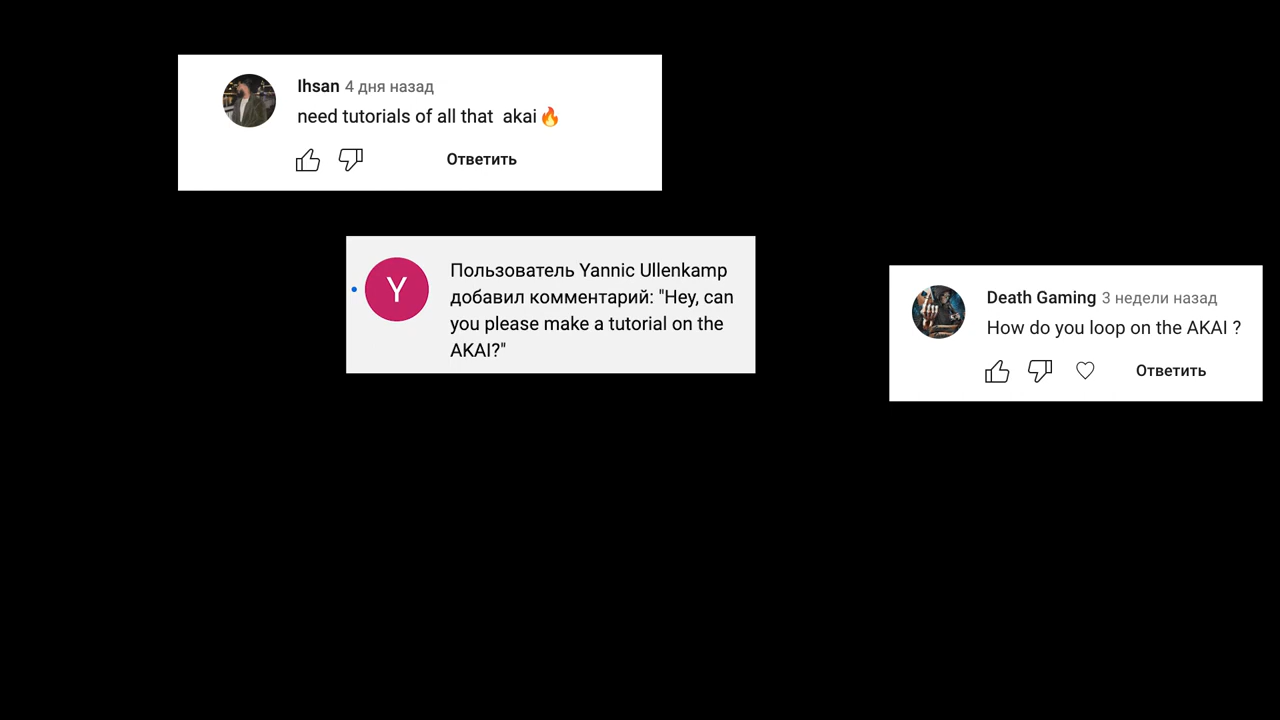 Ihsan 4 дня назад
need tutorials of all that akai🔥
Ответить
Y
Пользователь Yannic Ullenkamp
добавил комментарий: "Hey, can
you please make a tutorial on the
AKAI?"
Death Gaming 3 недели назад
How do you loop on the AKAI ?
Ответить